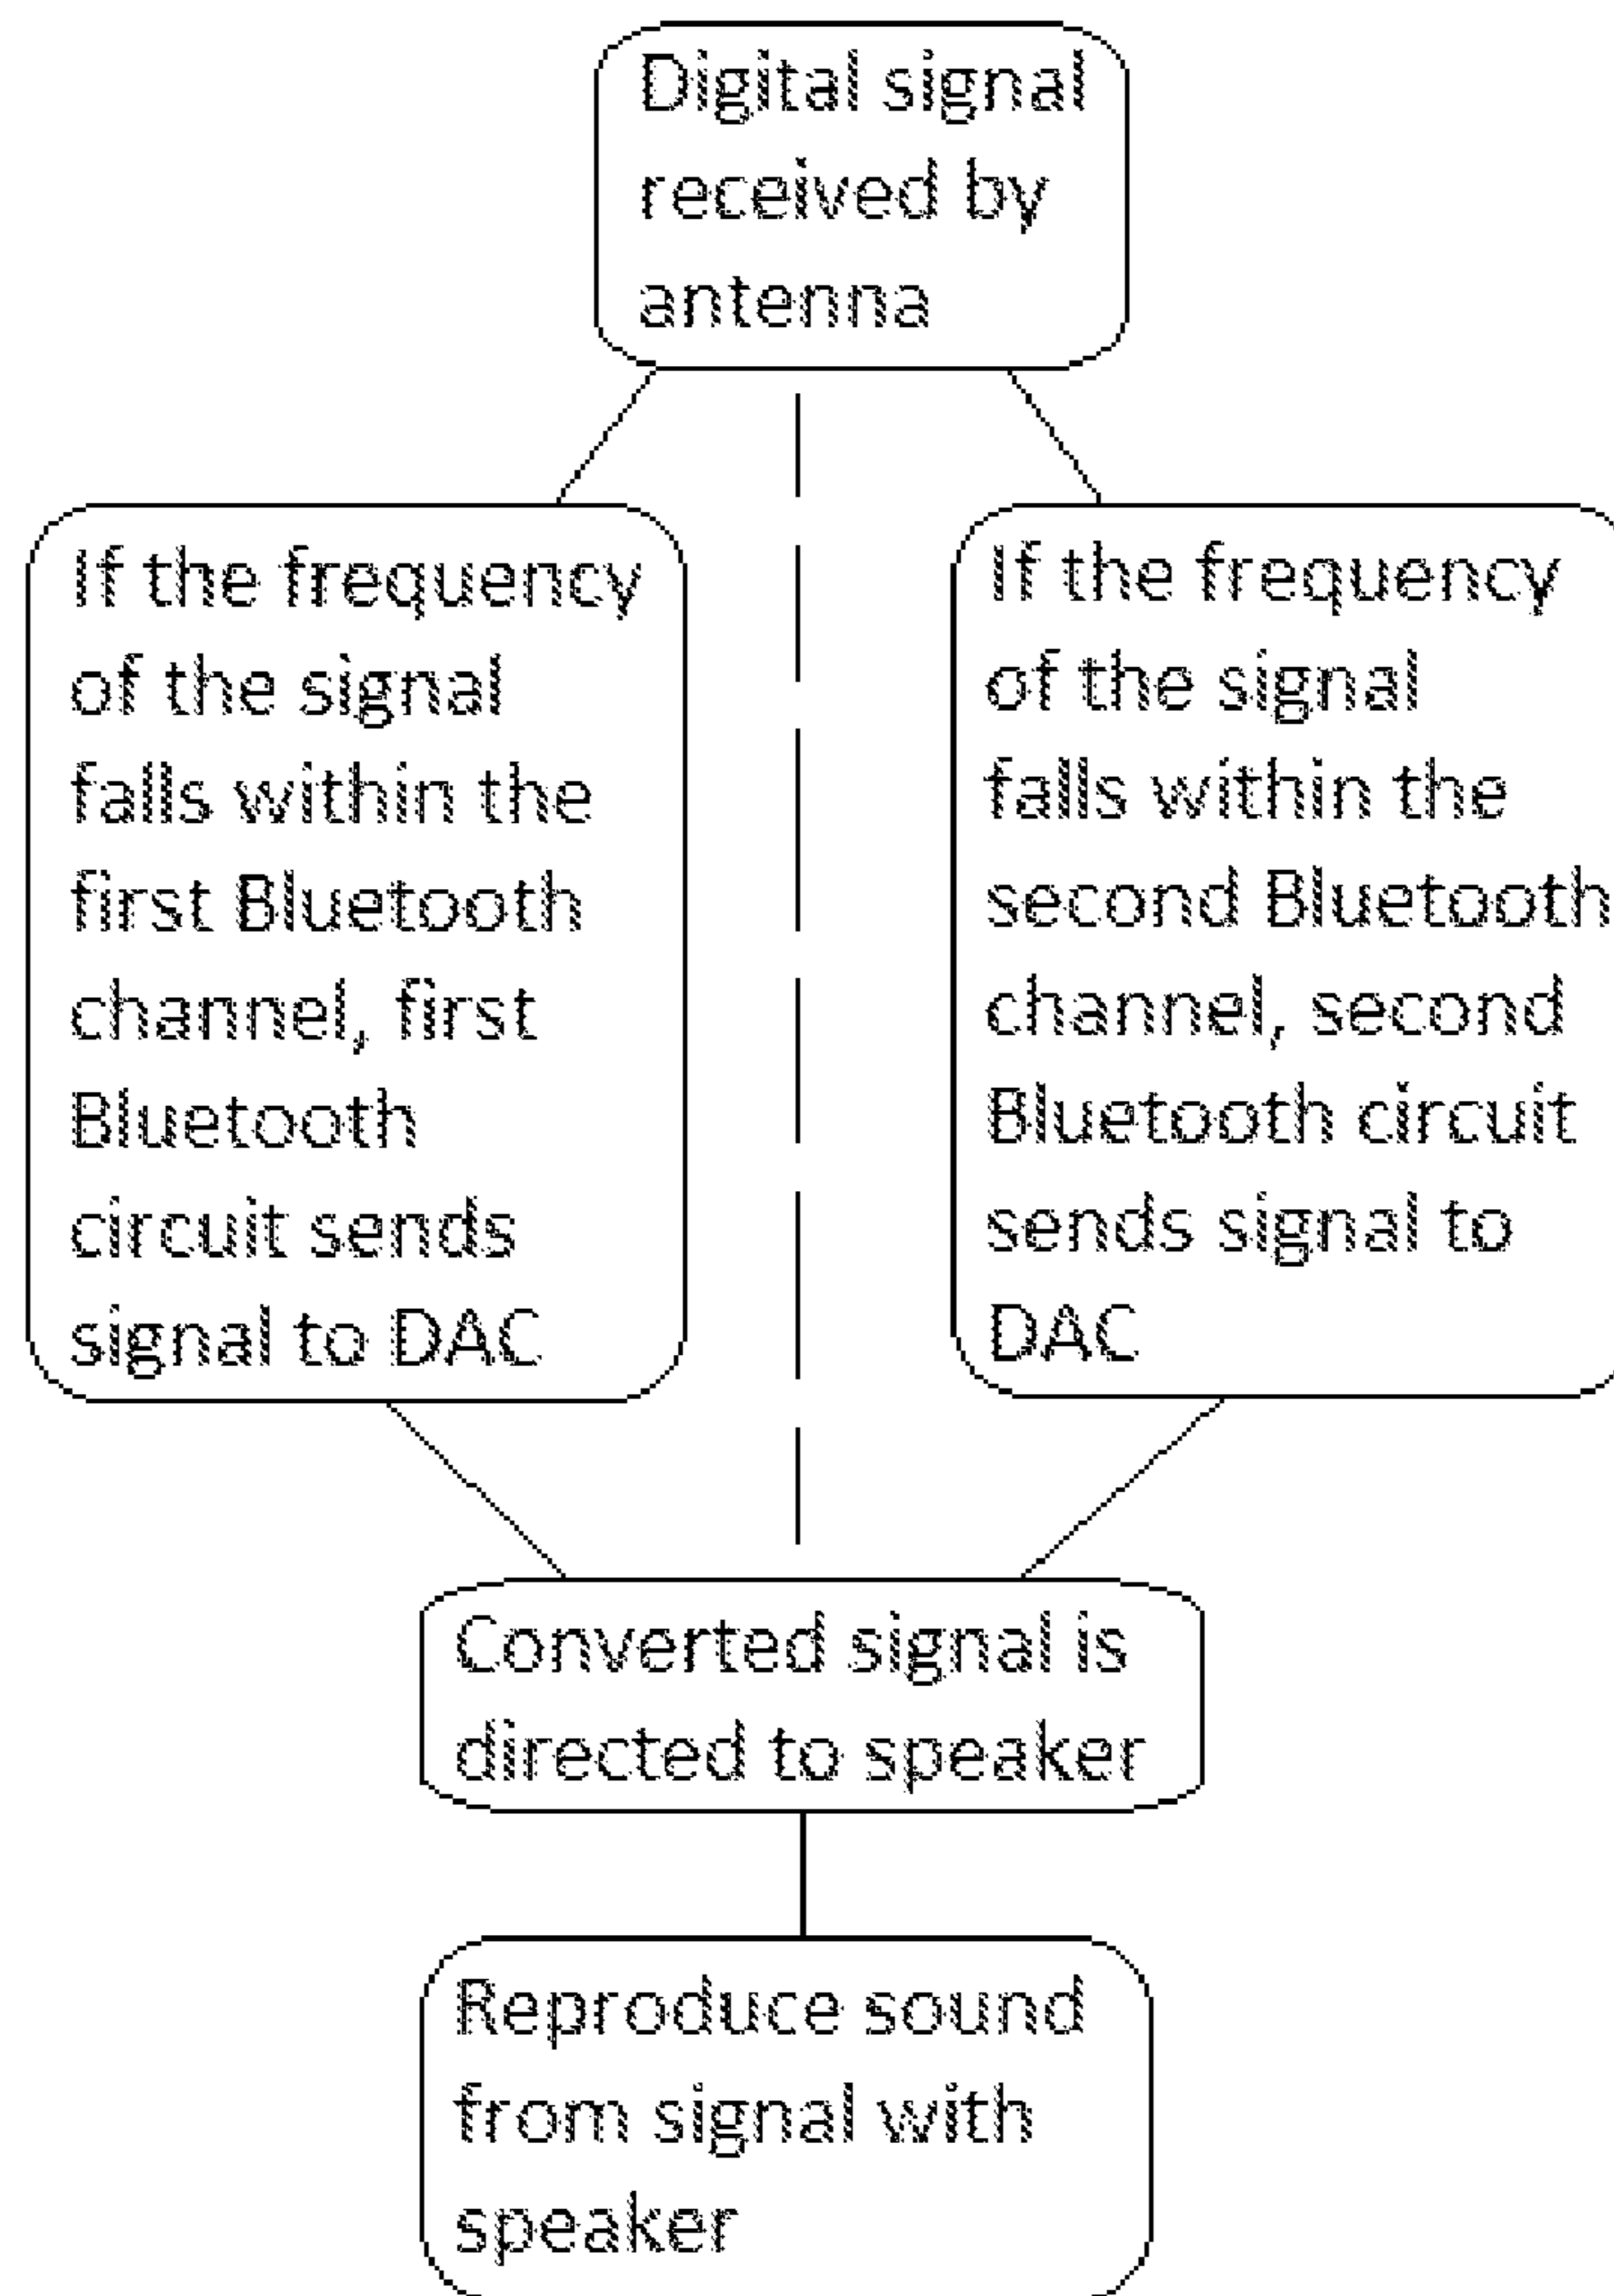 Digital signal
received by
antenna
If the frequency
of the signal
falls within the
first Bluetooth
channel, first
Bluetooth
circuit sends
signal to DAC
If the frequency
of the signal
falls within the
second Bluetooth
channel, second
Bluetooth circuit
sends signal to
DAC
Converted signal is
directed to speaker
Reproduce sound
from signal with
speaker